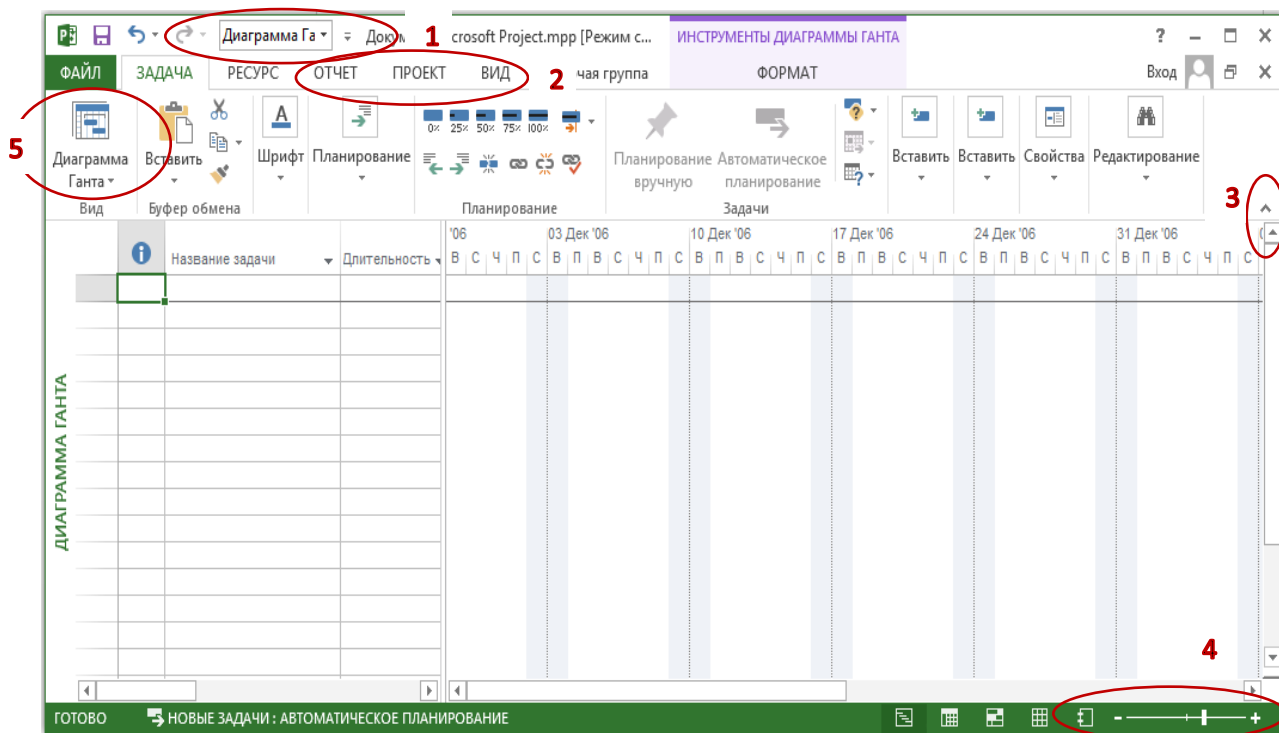 Диаграмма Га 1 Докум crosoft Project.mpp [Режим с... ИНСТРУМЕНТЫ ДИАГРАММЫ ГАНТА ?
ФАЙЛ ЗАДАЧА РЕСУРС ОТЧЕТ ПРОЕКТ ВИД 2 чая группа ФОРМАТ Вход
А 0% 25% 50% 75% 100%
5 Диаграмма Вставить Шрифт Планирование Планирование Автоматическое Вставить Вставить Свойства Редактирование
Ганта вручную планирование
Вид Буфер обмена Планирование Задачи 3
'06 03 Дек '06 10 Дек '06 17 Дек '06 24 Дек '06 31 Дек '06
Название задачи Длительность В С Ч П С В П В С Ч П С В П В С Ч П С В П В С Ч П С В П В С Ч П С В П В С Ч П С
ДИАГРАММА ГАНТА
4
ГОТОВО НОВЫЕ ЗАДАЧИ : АВТОМАТИЧЕСКОЕ ПЛАНИРОВАНИЕ - +